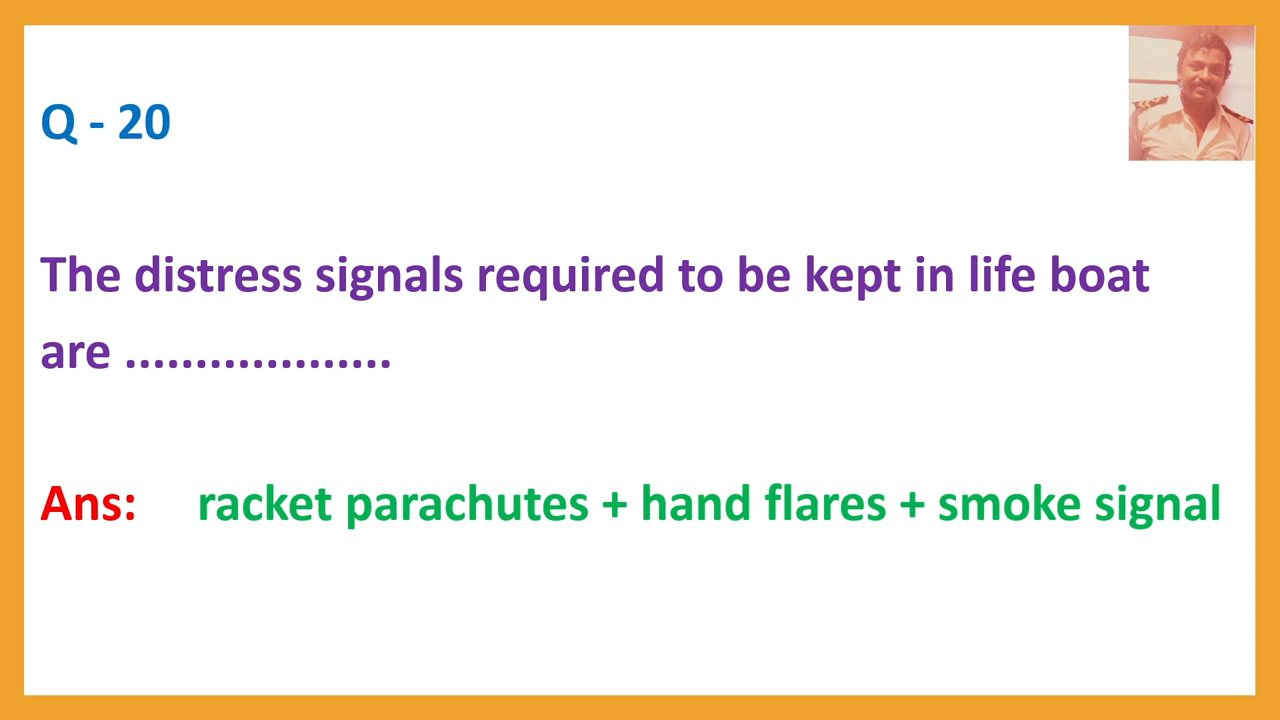 Q - 20
The distress signals required to be kept in life boat
are ...................
Ans: racket parachutes + hand flares + smoke signal